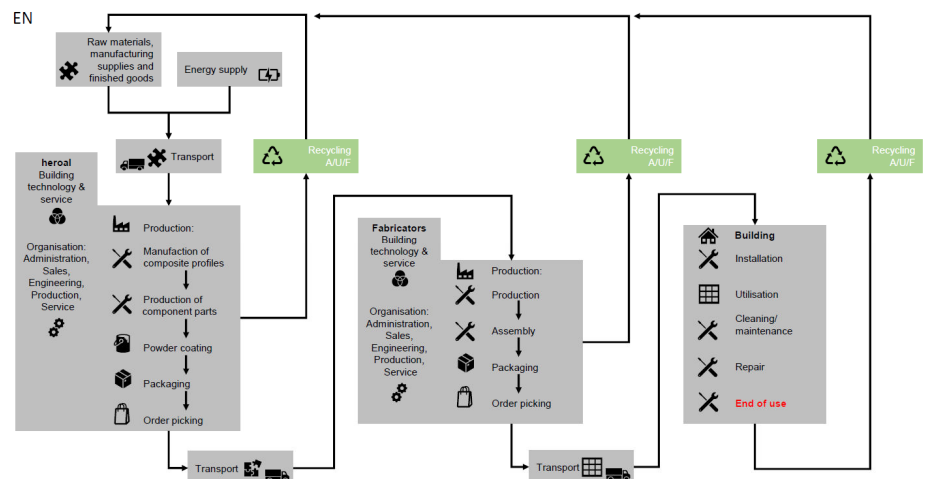 EN
Raw materials,
manufacturing
supplies and
finished goods
Energy supply
Transport
Recycling
A/U/F
Recycling
A/U/F
Recycling
A/U/F
heroal
Building
technology &
service
Organisation:
Administration,
Sales,
Engineering,
Production,
Service
Production:
Manufaction of
composite profiles
Production of
component parts
Powder coating
Packaging
Order picking
Transport
Fabricators
Building
technology &
service
Organisation:
Administration,
Sales,
Engineering,
Production,
Service
Production:
Production
Assembly
Packaging
Order picking
Transport
Building
Installation
Utilisation
Cleaning/
maintenance
Repair
End of use